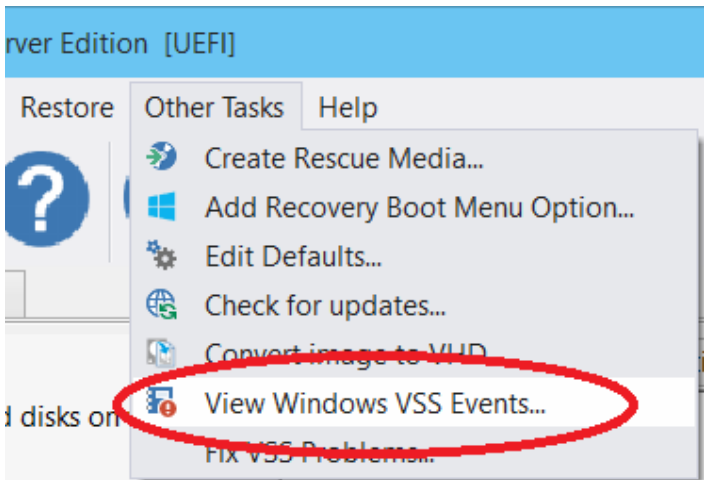 rver Edition [UEFI]
Restore Other Tasks Help
?
Create Rescue Media...
Add Recovery Boot Menu Option...
Edit Defaults...
Check for updates...
Convert image to VHD
d disks on
View Windows VSS Events...
Fix VSS Problems...